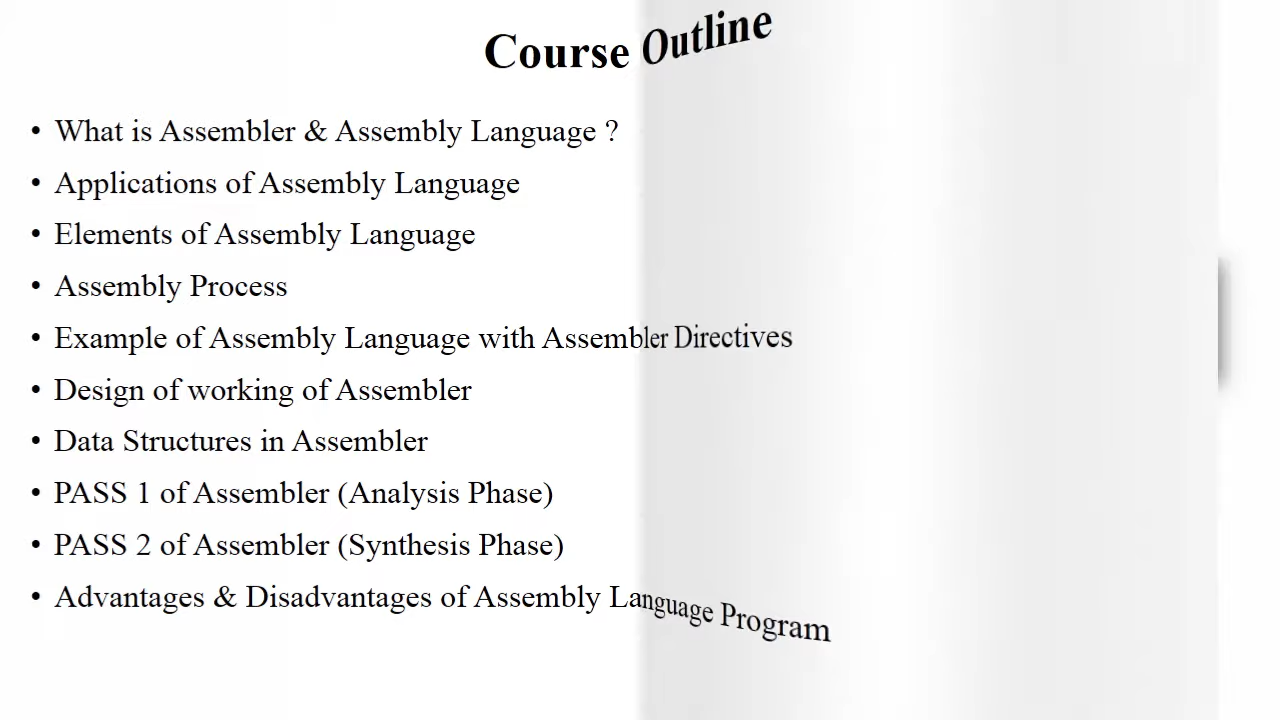 Course Outline
• What is Assembler & Assembly Language ?
• Applications of Assembly Language
• Elements of Assembly Language
• Assembly Process
• Example of Assembly Language with Assembler Directives
• Design of working of Assembler
• Data Structures in Assembler
• PASS 1 of Assembler (Analysis Phase)
• PASS 2 of Assembler (Synthesis Phase)
• Advantages & Disadvantages of Assembly Language Program